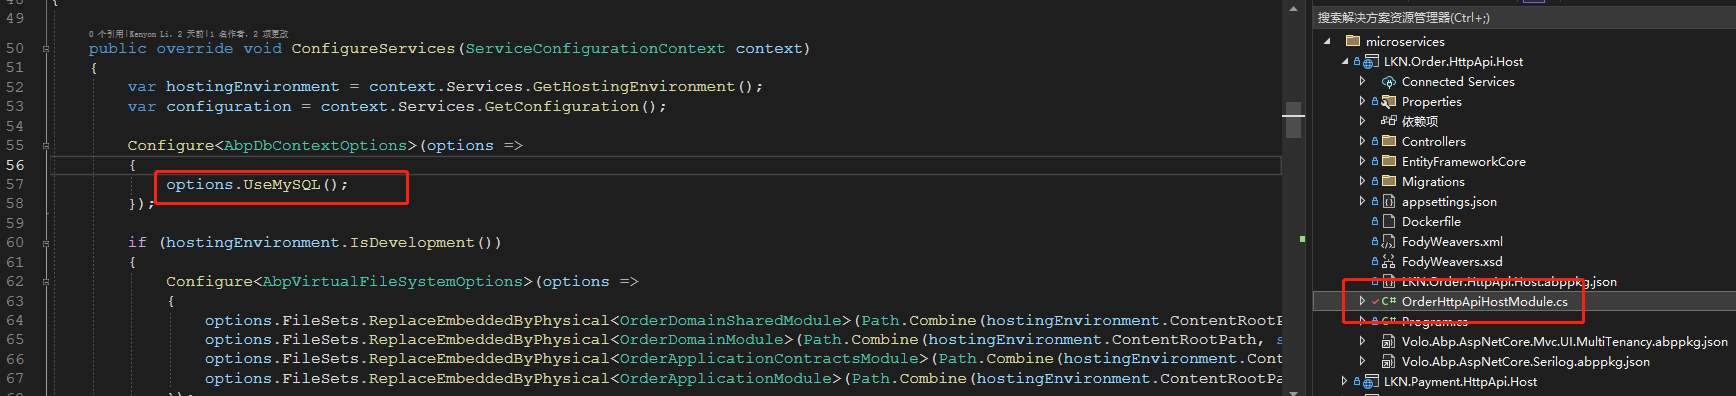 49
0 个引用|Kenyon Li，2 天前|1 名作者，2 项更改
50 public override void ConfigureServices(ServiceConfigurationContext context)
51 {
52 var hostingEnvironment = context.Services.GetHostingEnvironment();
53 var configuration = context.Services.GetConfiguration();
54
55 Configure<AbpDbContextOptions>(options =>
56 {
57 options.UseMySQL();
58 });
59
60 if (hostingEnvironment.IsDevelopment())
61 {
62 Configure<AbpVirtualFileSystemOptions>(options =>
63 {
64 options.FileSets.ReplaceEmbeddedByPhysical<OrderDomainSharedModule>(Path.Combine(hostingEnvironment.ContentRootP
65 options.FileSets.ReplaceEmbeddedByPhysical<OrderDomainModule>(Path.Combine(hostingEnvironment.ContentRootPath, s
66 options.FileSets.ReplaceEmbeddedByPhysical<OrderApplicationContractsModule>(Path.Combine(hostingEnvironment.Cont
67 options.FileSets.ReplaceEmbeddedByPhysical<OrderApplicationModule>(Path.Combine(hostingEnvironment.ContentRootPa
搜索解决方案资源管理器(Ctrl+;)
microservices
LKN.Order.HttpApi.Host
Connected Services
Properties
依赖项
Controllers
EntityFrameworkCore
Migrations
appsettings.json
Dockerfile
FodyWeavers.xml
FodyWeavers.xsd
LKN.Order.HttpApi.Host.abppkg.json
C# OrderHttpApiHostModule.cs
C# Program.cs
Volo.Abp.AspNetCore.Mvc.UI.MultiTenancy.abppkg.json
Volo.Abp.AspNetCore.Serilog.abppkg.json
LKN.Payment.HttpApi.Host